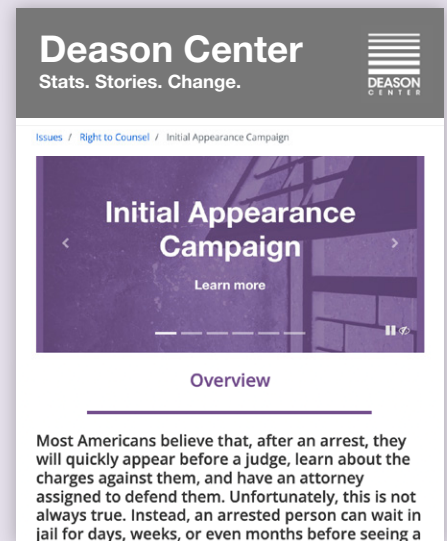 Deason Center
Stats. Stories. Change.
DEASON
CENTER
Issues / Right to Counsel / Initial Appearance Campaign
Initial Appearance
Campaign
Learn more
Overview
Most Americans believe that, after an arrest, they
will quickly appear before a judge, learn about the
charges against them, and have an attorney
assigned to defend them. Unfortunately, this is not
always true. Instead, an arrested person can wait in
jail for days, weeks, or even months before seeing a